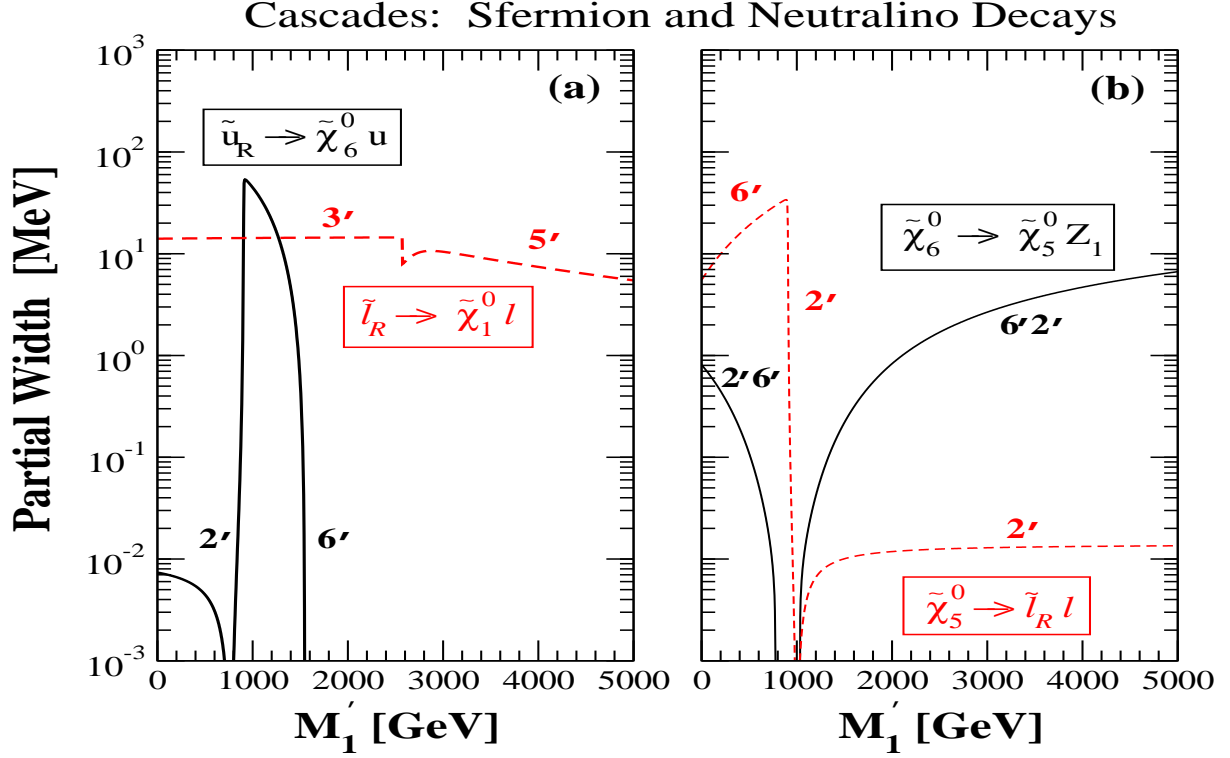 Cascades: Sfermion and Neutralino Decays
Partial Width [MeV]
10³
10²
10¹
10⁰
10⁻¹
10⁻²
10⁻³
(a)
ũ_R → χ̃⁰₆ u
3′
5′
l̃_R → χ̃⁰₁ l
2′
6′
0 1000 2000 3000 4000 5000
M₁′ [GeV]
(b)
6′
χ̃⁰₆ → χ̃⁰₅ Z₁
2′
6′2′
2′6′
2′
χ̃⁰₅ → l̃_R l
0 1000 2000 3000 4000 5000
M₁′ [GeV]